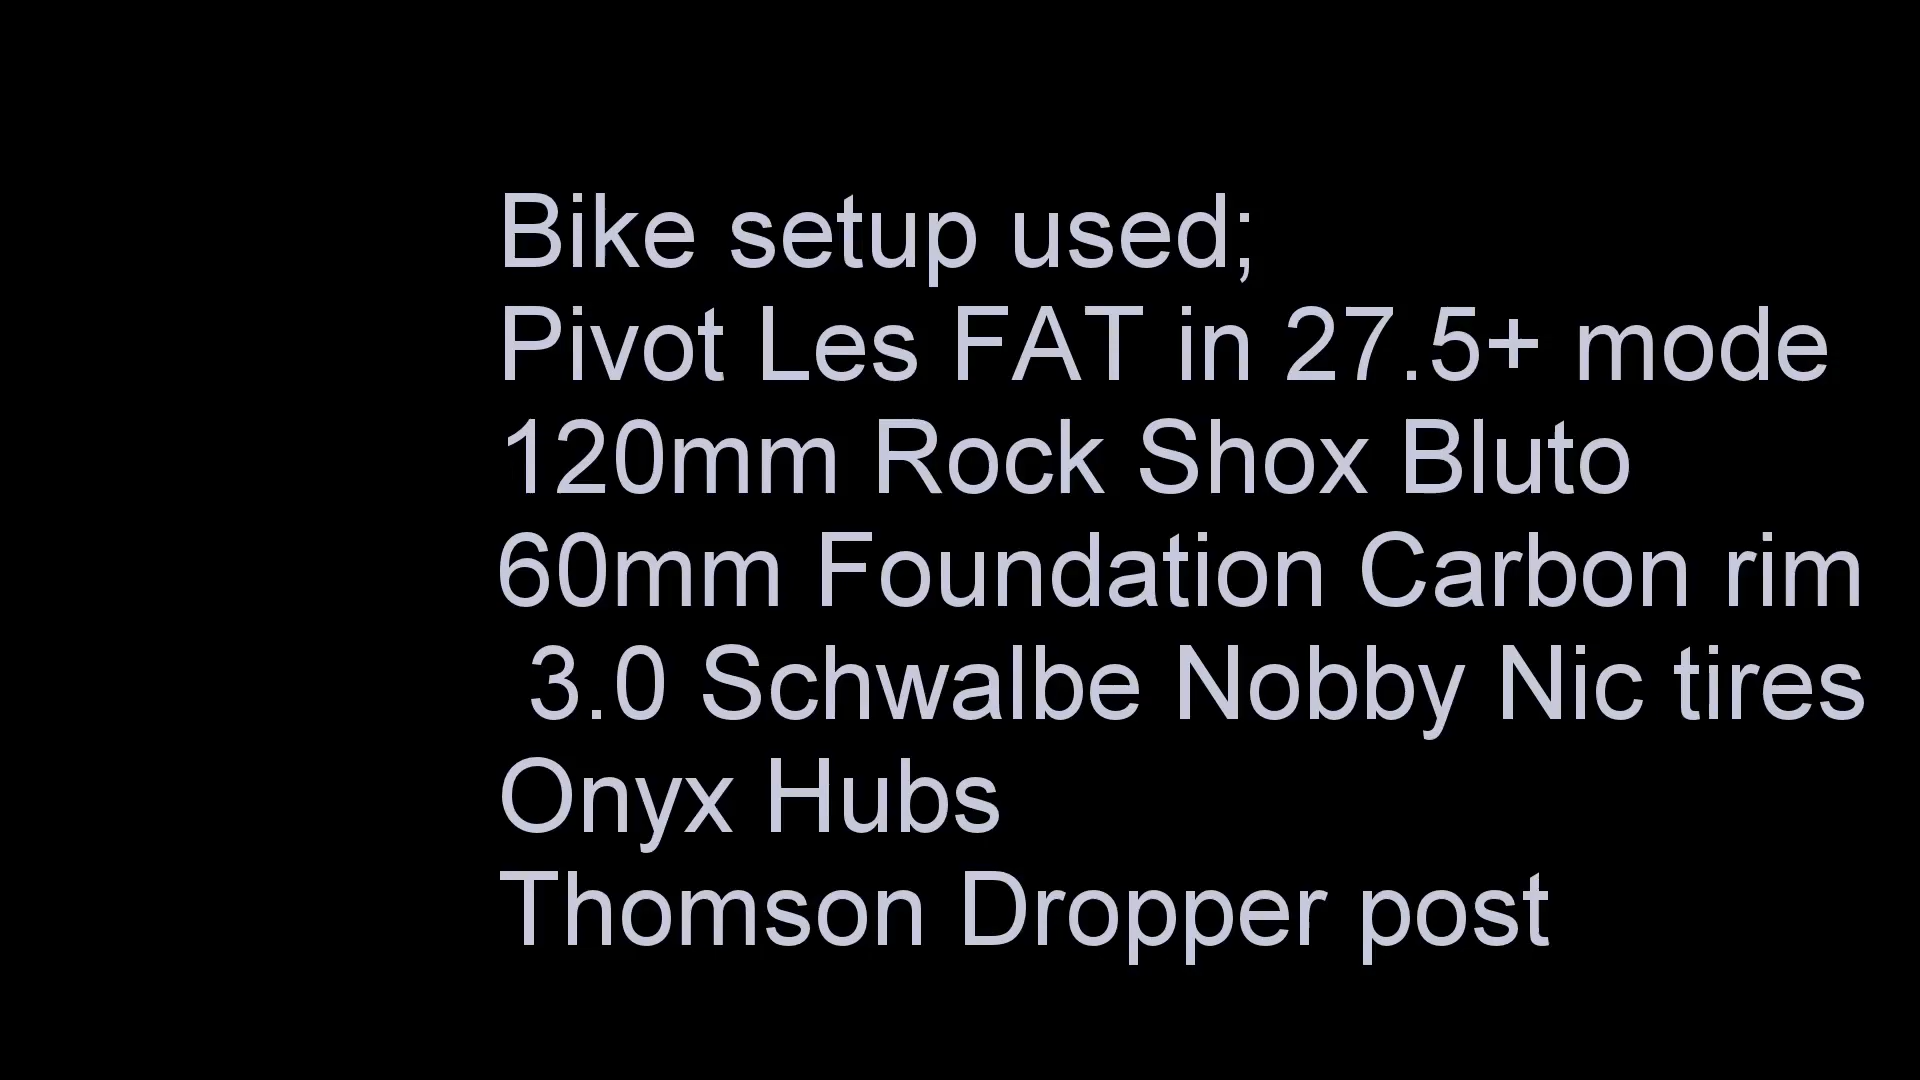 Bike setup used;
Pivot Les FAT in 27.5+ mode
120mm Rock Shox Bluto
60mm Foundation Carbon rim
3.0 Schwalbe Nobby Nic tires
Onyx Hubs
Thomson Dropper post